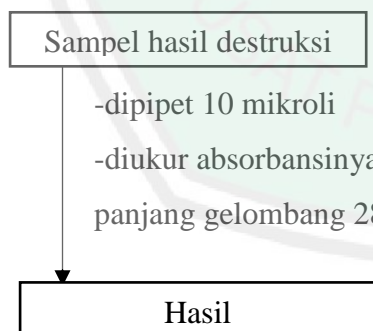 Sampel hasil destruksi
-dipipet 10 mikroli
-diukur absorbansinya
panjang gelombang 28
Hasil